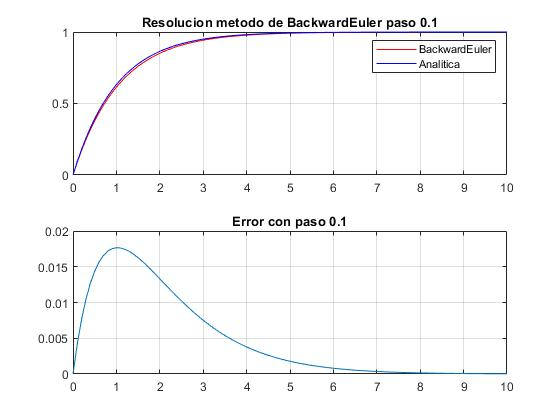 Resolucion metodo de BackwardEuler paso 0.1
1
0.5
0
BackwardEuler
Analitica
0 1 2 3 4 5 6 7 8 9 10
Error con paso 0.1
0.02
0.015
0.01
0.005
0
0 1 2 3 4 5 6 7 8 9 10